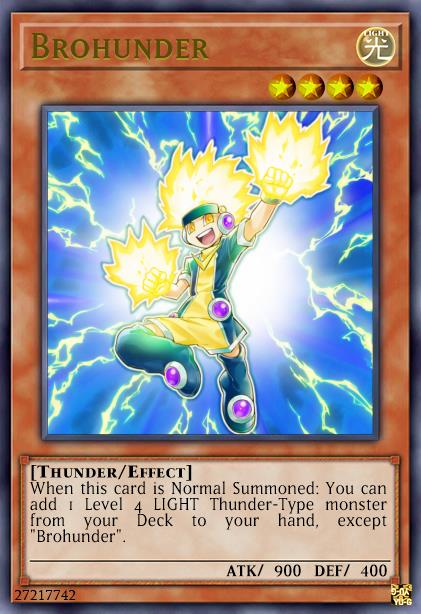 Brohunder
LIGHT
光
[Thunder/Effect]
When this card is Normal Summoned: You can
add 1 Level 4 LIGHT Thunder-Type monster
from your Deck to your hand, except
"Brohunder".
ATK/ 900 DEF/ 400
27217742